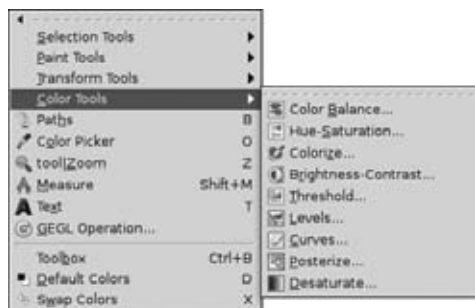 Selection Tools
Paint Tools
Transform Tools
Color Tools
Paths B
Color Picker O
tool|Zoom Z
Measure Shift+M
Text T
GEGL Operation...
Toolbox Ctrl+B
Default Colors D
Swap Colors X
Color Balance...
Hue-Saturation...
Colorize...
Brightness-Contrast...
Threshold...
Levels...
Curves...
Posterize...
Desaturate...